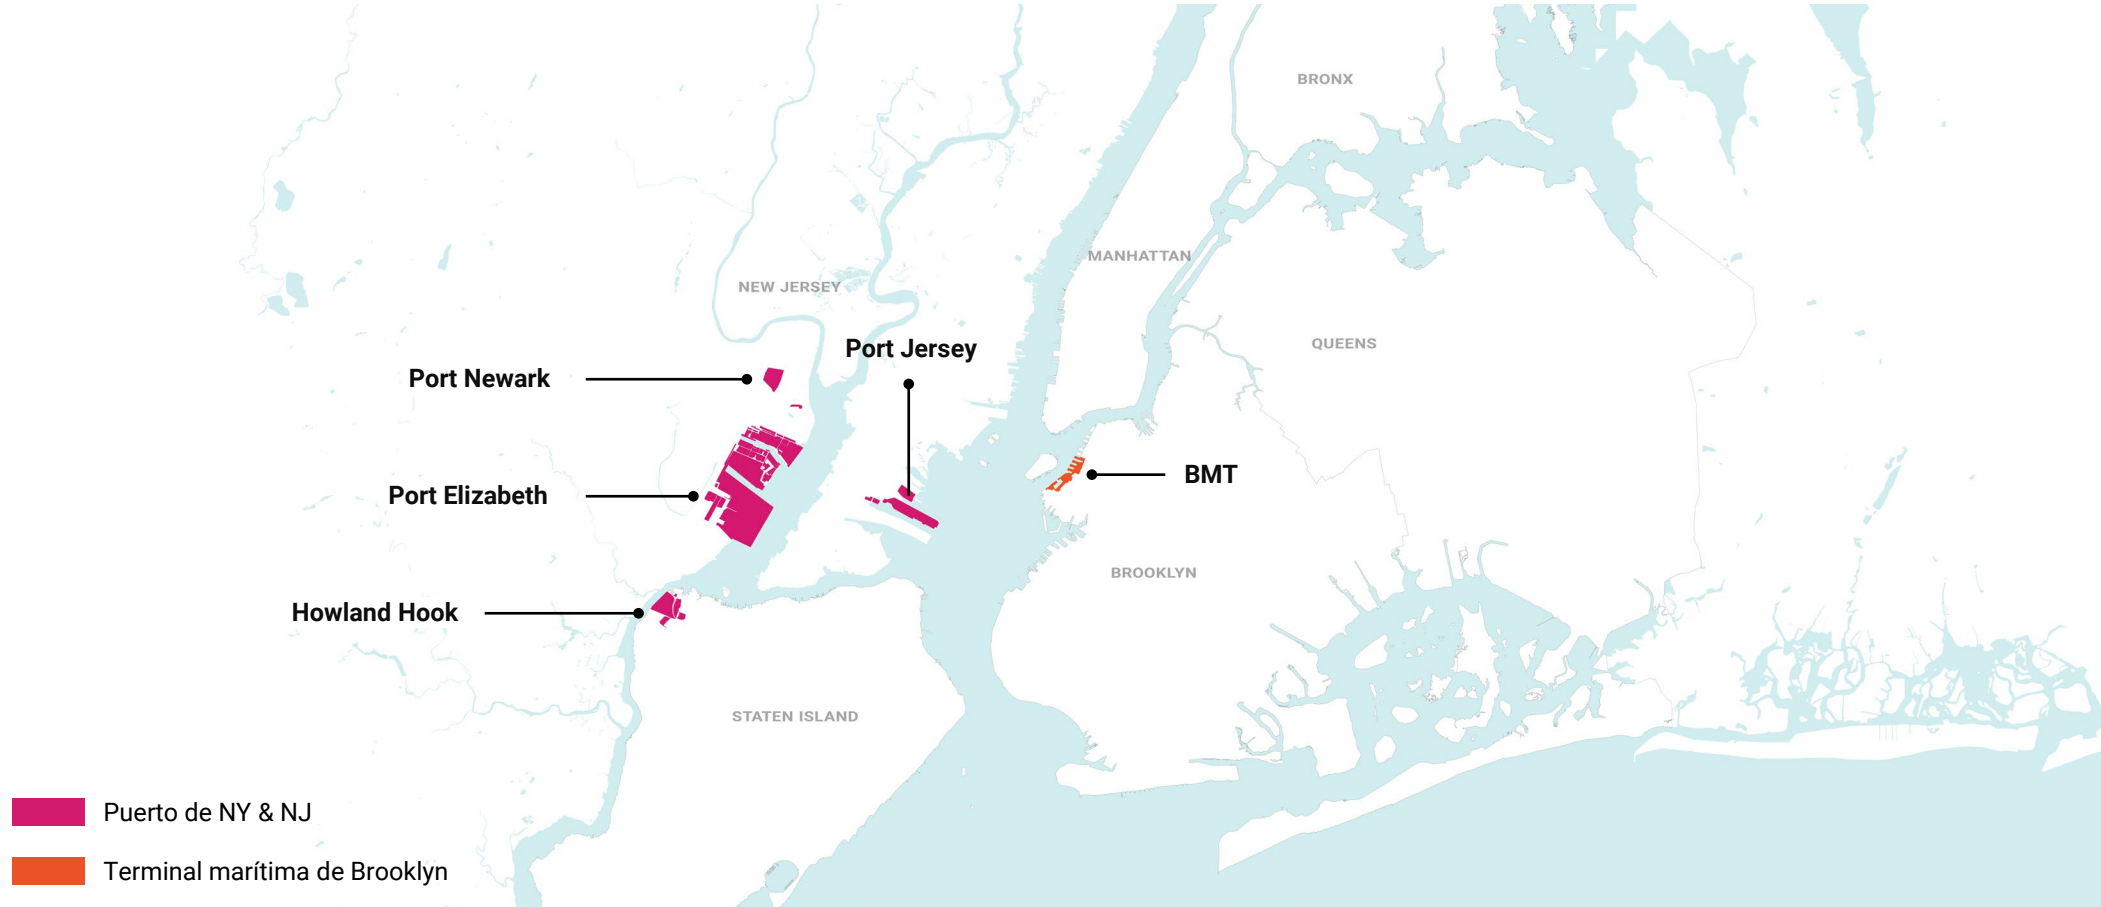 BRONX
MANHATTAN
NEW JERSEY
QUEENS
Port Jersey
Port Newark
BMT
Port Elizabeth
BROOKLYN
Howland Hook
STATEN ISLAND
Puerto de NY & NJ
Terminal marítima de Brooklyn